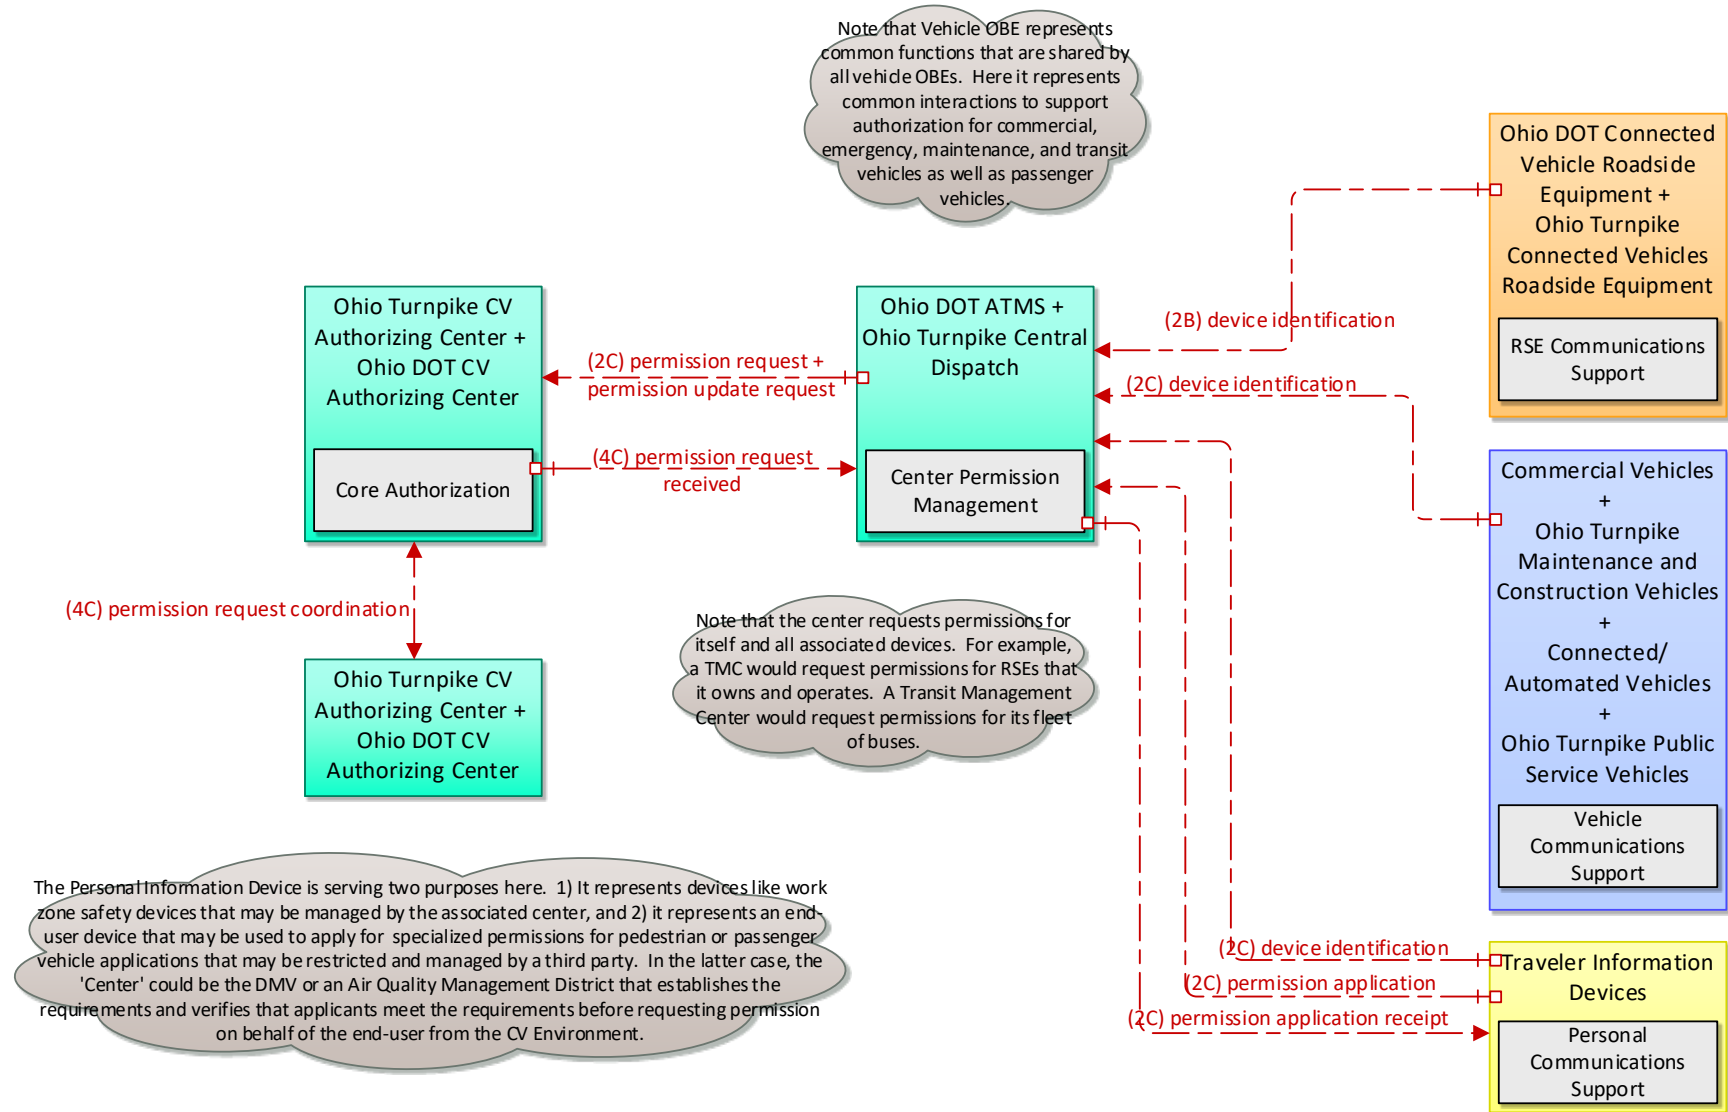 Note that Vehicle OBE represents
common functions that are shared by
all vehicle OBEs.  Here it represents
common interactions to support
authorization for commercial,
emergency, maintenance, and transit
vehicles as well as passenger
vehicles.
Ohio DOT Connected
Vehicle Roadside
Equipment +
Ohio Turnpike
Connected Vehicles
Roadside Equipment
RSE Communications
Support
Ohio Turnpike CV
Authorizing Center +
Ohio DOT CV
Authorizing Center
Core Authorization
(2C) permission request +
permission update request
(4C) permission request
received
Ohio DOT ATMS +
Ohio Turnpike Central
Dispatch
Center Permission
Management
(2B) device identification
(2C) device identification
Commercial Vehicles
+
Ohio Turnpike
Maintenance and
Construction Vehicles
+
Connected/
Automated Vehicles
+
Ohio Turnpike Public
Service Vehicles
Vehicle
Communications
Support
(4C) permission request coordination
Ohio Turnpike CV
Authorizing Center +
Ohio DOT CV
Authorizing Center
Note that the center requests permissions for
itself and all associated devices.  For example,
a TMC would request permissions for RSEs that
it owns and operates.  A Transit Management
Center would request permissions for its fleet
of buses.
The Personal Information Device is serving two purposes here.  1) It represents devices like work
zone safety devices that may be managed by the associated center, and 2) it represents an end-
user device that may be used to apply for  specialized permissions for pedestrian or passenger
vehicle applications that may be restricted and managed by a third party.  In the latter case, the
'Center' could be the DMV or an Air Quality Management District that establishes the
requirements and verifies that applicants meet the requirements before requesting permission
on behalf of the end-user from the CV Environment.
(2C) device identification
(2C) permission application
(2C) permission application receipt
Traveler Information
Devices
Personal
Communications
Support